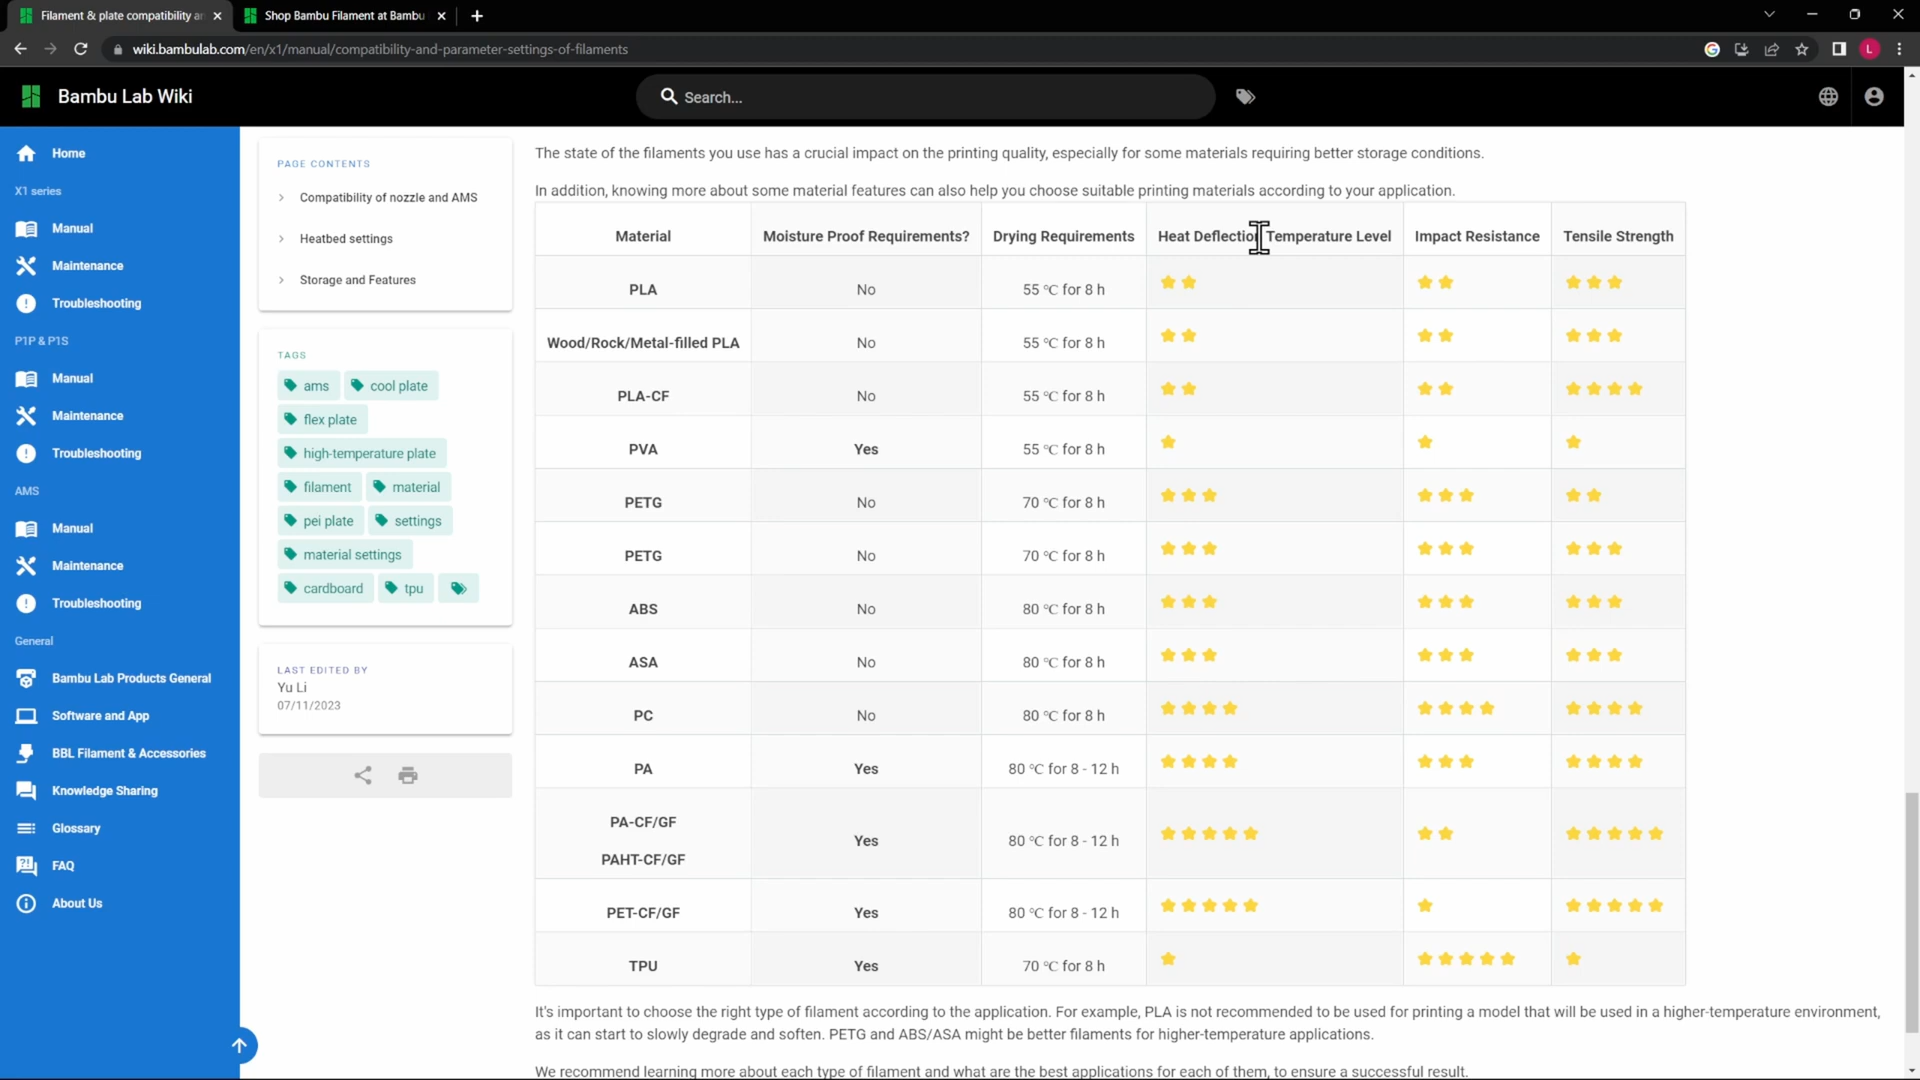 Filament & plate compatibility a
Shop Bambu Filament at Bambu
wiki.bambulab.com/en/x1/manual/compatibility-and-parameter-settings-of-filaments
L
Bambu Lab Wiki
Search...
Home
X1 series
Manual
Maintenance
Troubleshooting
P1P & P1S
Manual
Maintenance
Troubleshooting
AMS
Manual
Maintenance
Troubleshooting
General
Bambu Lab Products General
Software and App
BBL Filament & Accessories
Knowledge Sharing
Glossary
FAQ
About Us
PAGE CONTENTS
Compatibility of nozzle and AMS
Heatbed settings
Storage and Features
TAGS
ams cool plate
flex plate
high-temperature plate
filament material
pei plate settings
material settings
cardboard tpu
LAST EDITED BY
Yu Li
07/11/2023
The state of the filaments you use has a crucial impact on the printing quality, especially for some materials requiring better storage conditions.
In addition, knowing more about some material features can also help you choose suitable printing materials according to your application.
Material Moisture Proof Requirements? Drying Requirements Heat Deflection Temperature Level Impact Resistance Tensile Strength
PLA No 55 ℃ for 8 h
Wood/Rock/Metal-filled PLA No 55 ℃ for 8 h
PLA-CF No 55 ℃ for 8 h
PVA Yes 55 ℃ for 8 h
PETG No 70 ℃ for 8 h
PETG No 70 ℃ for 8 h
ABS No 80 ℃ for 8 h
ASA No 80 ℃ for 8 h
PC No 80 ℃ for 8 h
PA Yes 80 ℃ for 8 - 12 h
PA-CF/GF
PAHT-CF/GF
Yes 80 ℃ for 8 - 12 h
PET-CF/GF Yes 80 ℃ for 8 - 12 h
TPU Yes 70 ℃ for 8 h
It's important to choose the right type of filament according to the application. For example, PLA is not recommended to be used for printing a model that will be used in a higher-temperature environment,
as it can start to slowly degrade and soften. PETG and ABS/ASA might be better filaments for higher-temperature applications.
We recommend learning more about each type of filament and what are the best applications for each of them, to ensure a successful result.